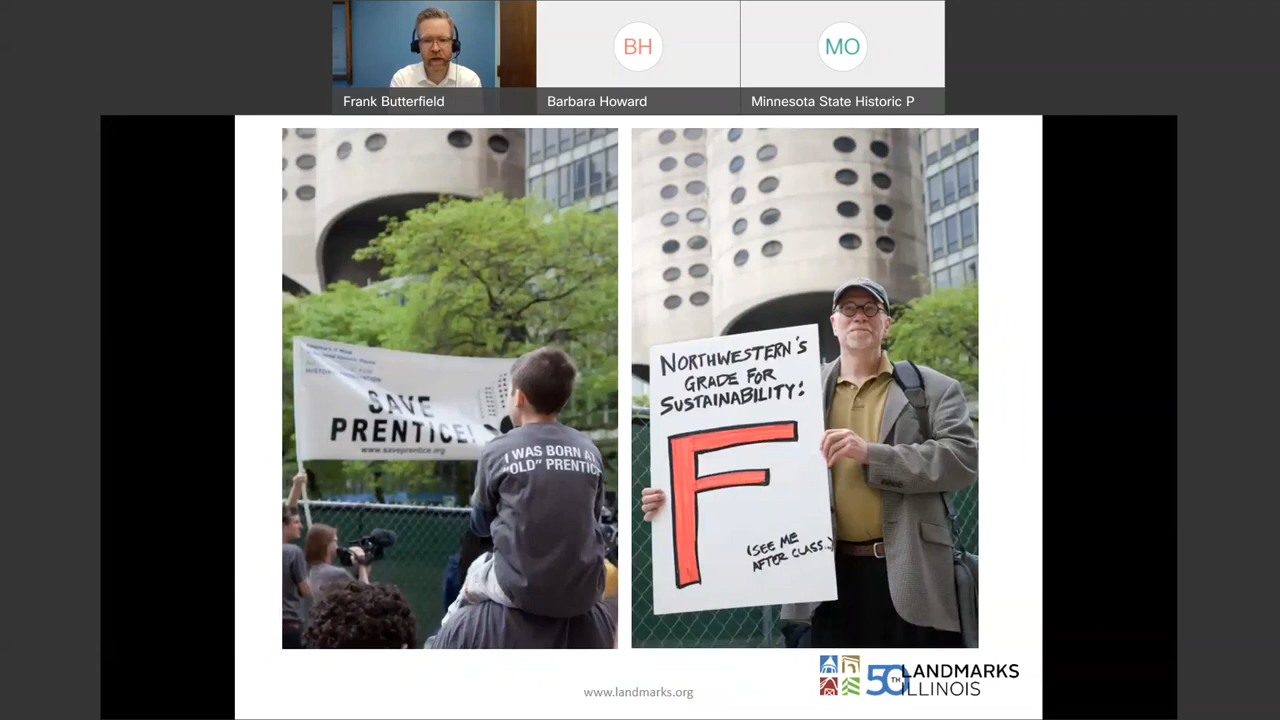 BH
MO
Frank Butterfield
Barbara Howard
Minnesota State Historic P
SAVE
PRENTICE!
www.saveprentice.org
I WAS BORN AT
"OLD" PRENTIC
NORTHWESTERN'S
GRADE FOR
SUSTAINABILITY:
F
(SEE ME
AFTER CLASS..)
www.landmarks.org
50TH LANDMARKS
ILLINOIS